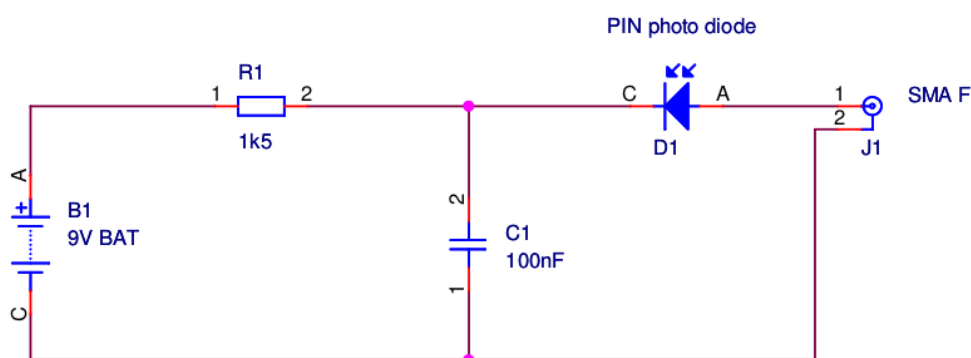 PIN photo diode
R1
1
2
1k5
C
A
D1
1
2
SMA F
J1
A
+
B1
9V BAT
C
2
C1
100nF
1